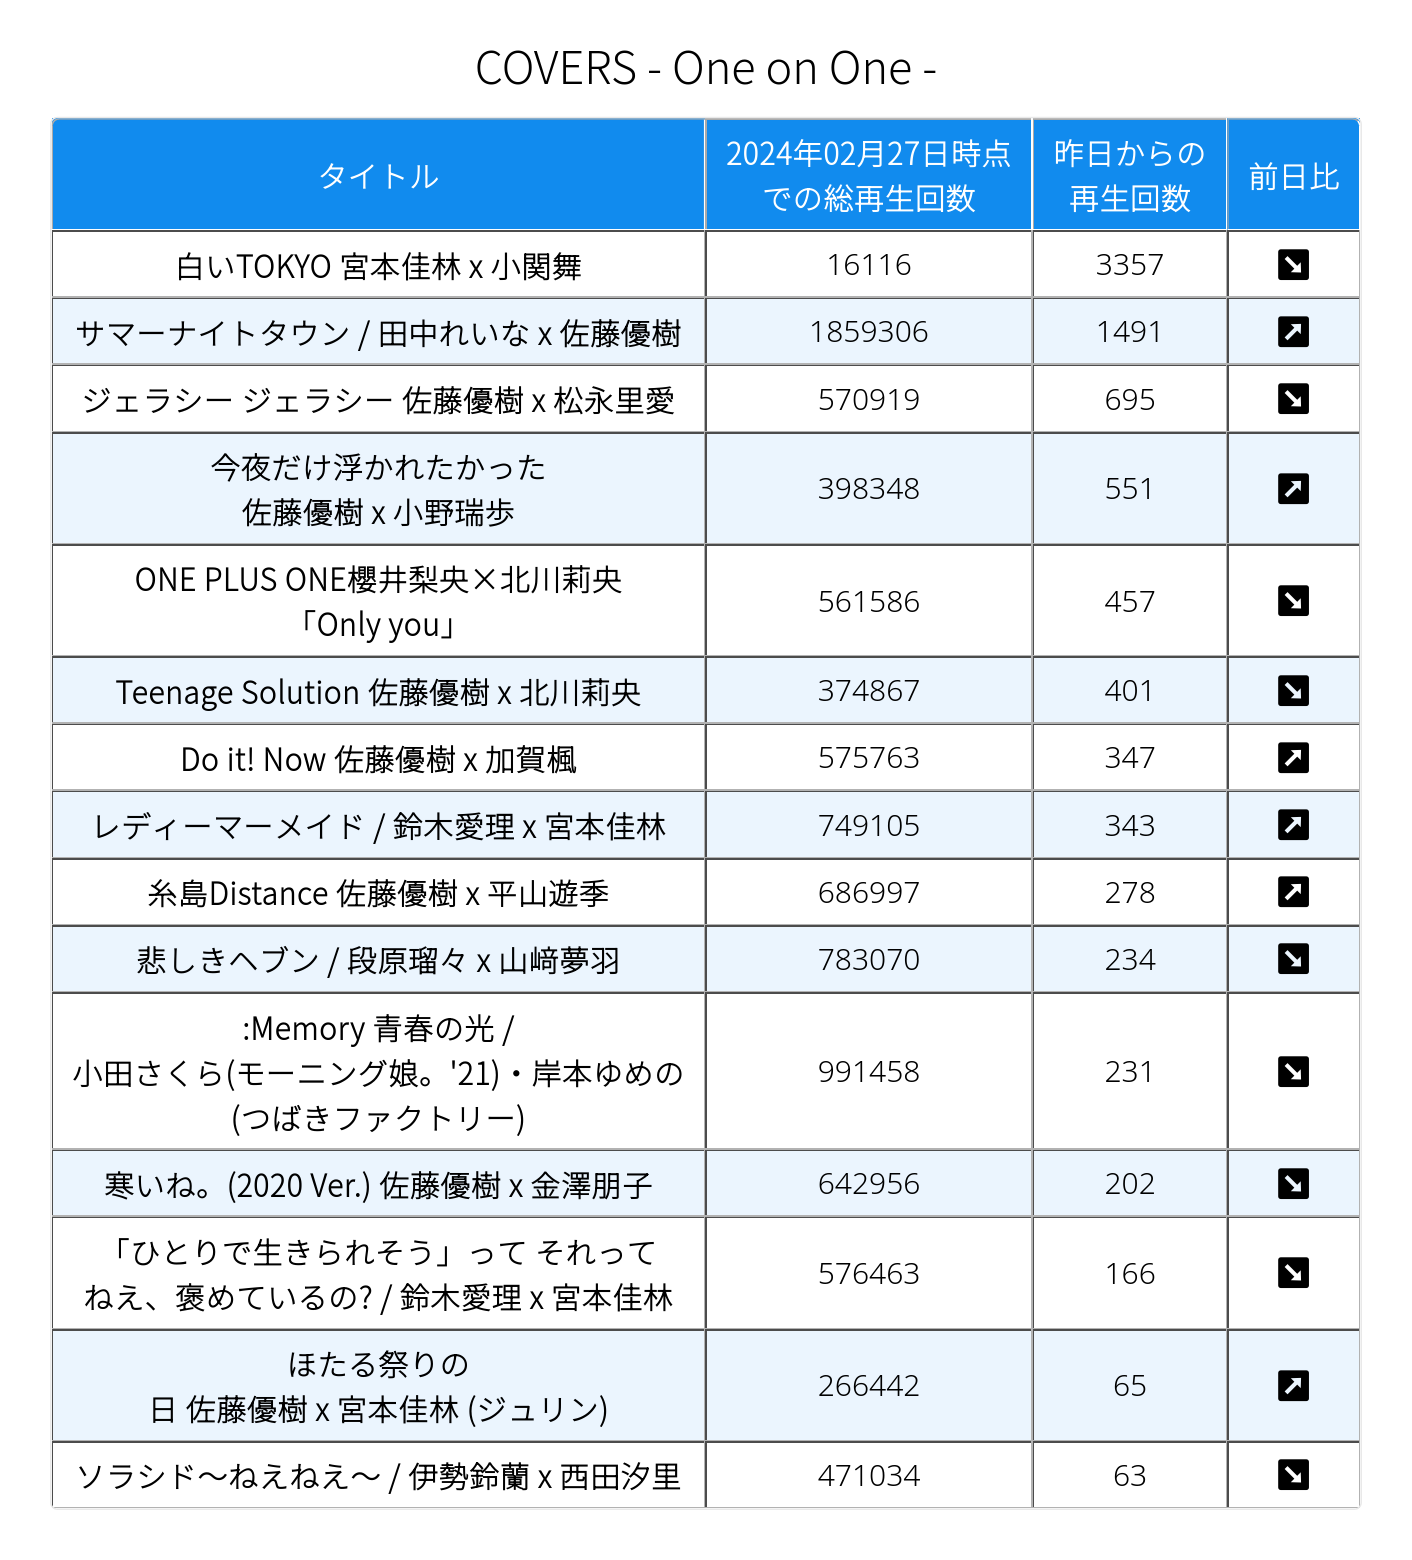 COVERS - One on One -
タイトル
2024年02月27日時点
での総再生回数
昨日からの
再生回数
前日比
白いTOKYO 宮本佳林 x 小関舞
16116
3357
サマーナイトタウン / 田中れいな x 佐藤優樹
1859306
1491
ジェラシー ジェラシー 佐藤優樹 x 松永里愛
570919
695
今夜だけ浮かれたかった
佐藤優樹 x 小野瑞歩
398348
551
ONE PLUS ONE櫻井梨央×北川莉央
「Only you」
561586
457
Teenage Solution 佐藤優樹 x 北川莉央
374867
401
Do it! Now 佐藤優樹 x 加賀楓
575763
347
レディーマーメイド / 鈴木愛理 x 宮本佳林
749105
343
糸島Distance 佐藤優樹 x 平山遊季
686997
278
悲しきヘブン / 段原瑠々 x 山﨑夢羽
783070
234
:Memory 青春の光 /
小田さくら(モーニング娘。'21)・岸本ゆめの
(つばきファクトリー)
991458
231
寒いね。(2020 Ver.) 佐藤優樹 x 金澤朋子
642956
202
「ひとりで生きられそう」って それって
ねえ、褒めているの? / 鈴木愛理 x 宮本佳林
576463
166
ほたる祭りの
日 佐藤優樹 x 宮本佳林 (ジュリン)
266442
65
ソラシド〜ねえねえ〜 / 伊勢鈴蘭 x 西田汐里
471034
63